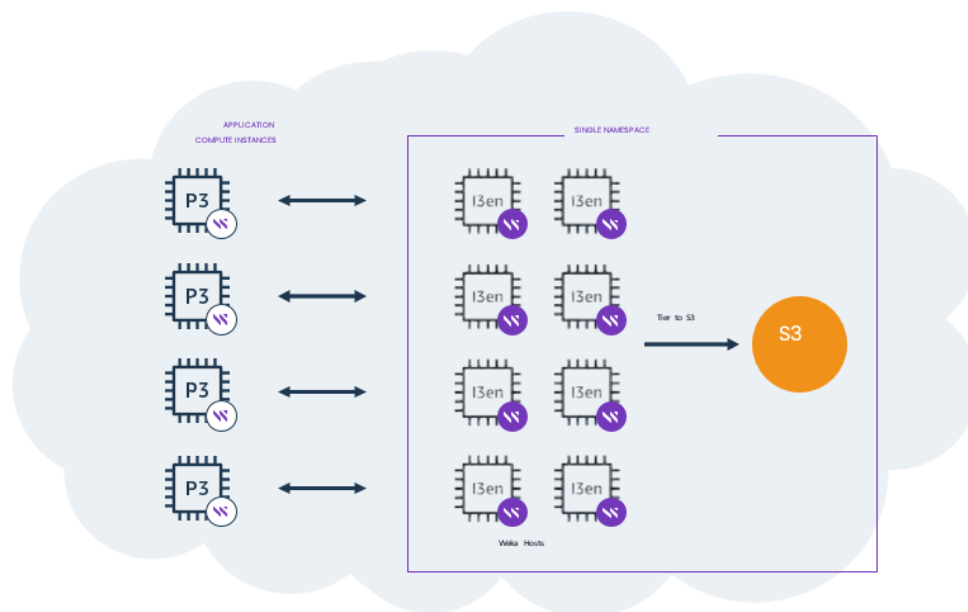 APPLICATION
COMPUTE INSTANCES
SINGLE NAMESPACE
P3
I3en
I3en
P3
I3en
I3en
Tier to S3
S3
P3
I3en
I3en
P3
I3en
I3en
Weka Hosts